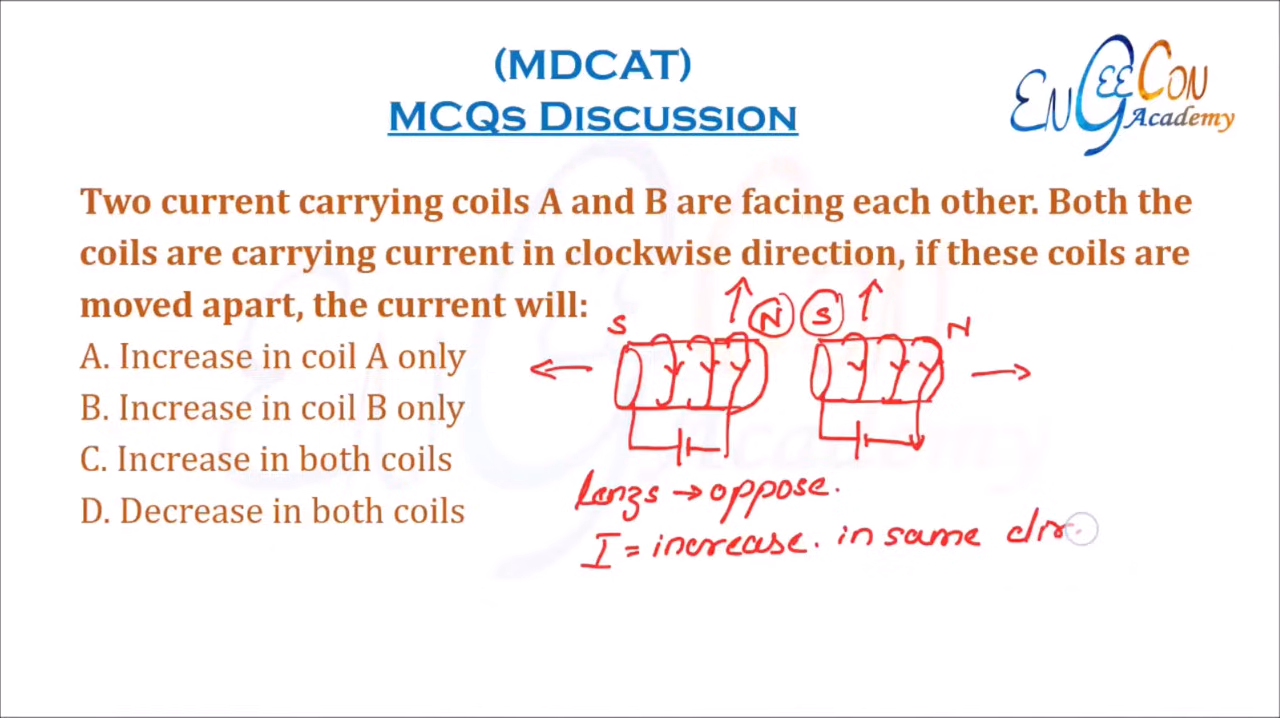 (MDCAT)
MCQs Discussion
EnGeeCon
Academy
Two current carrying coils A and B are facing each other. Both the
coils are carrying current in clockwise direction, if these coils are
moved apart, the current will:
A. Increase in coil A only
B. Increase in coil B only
C. Increase in both coils
D. Decrease in both coils
S N S N
Lenzs → oppose.
I = increase. in same dir.